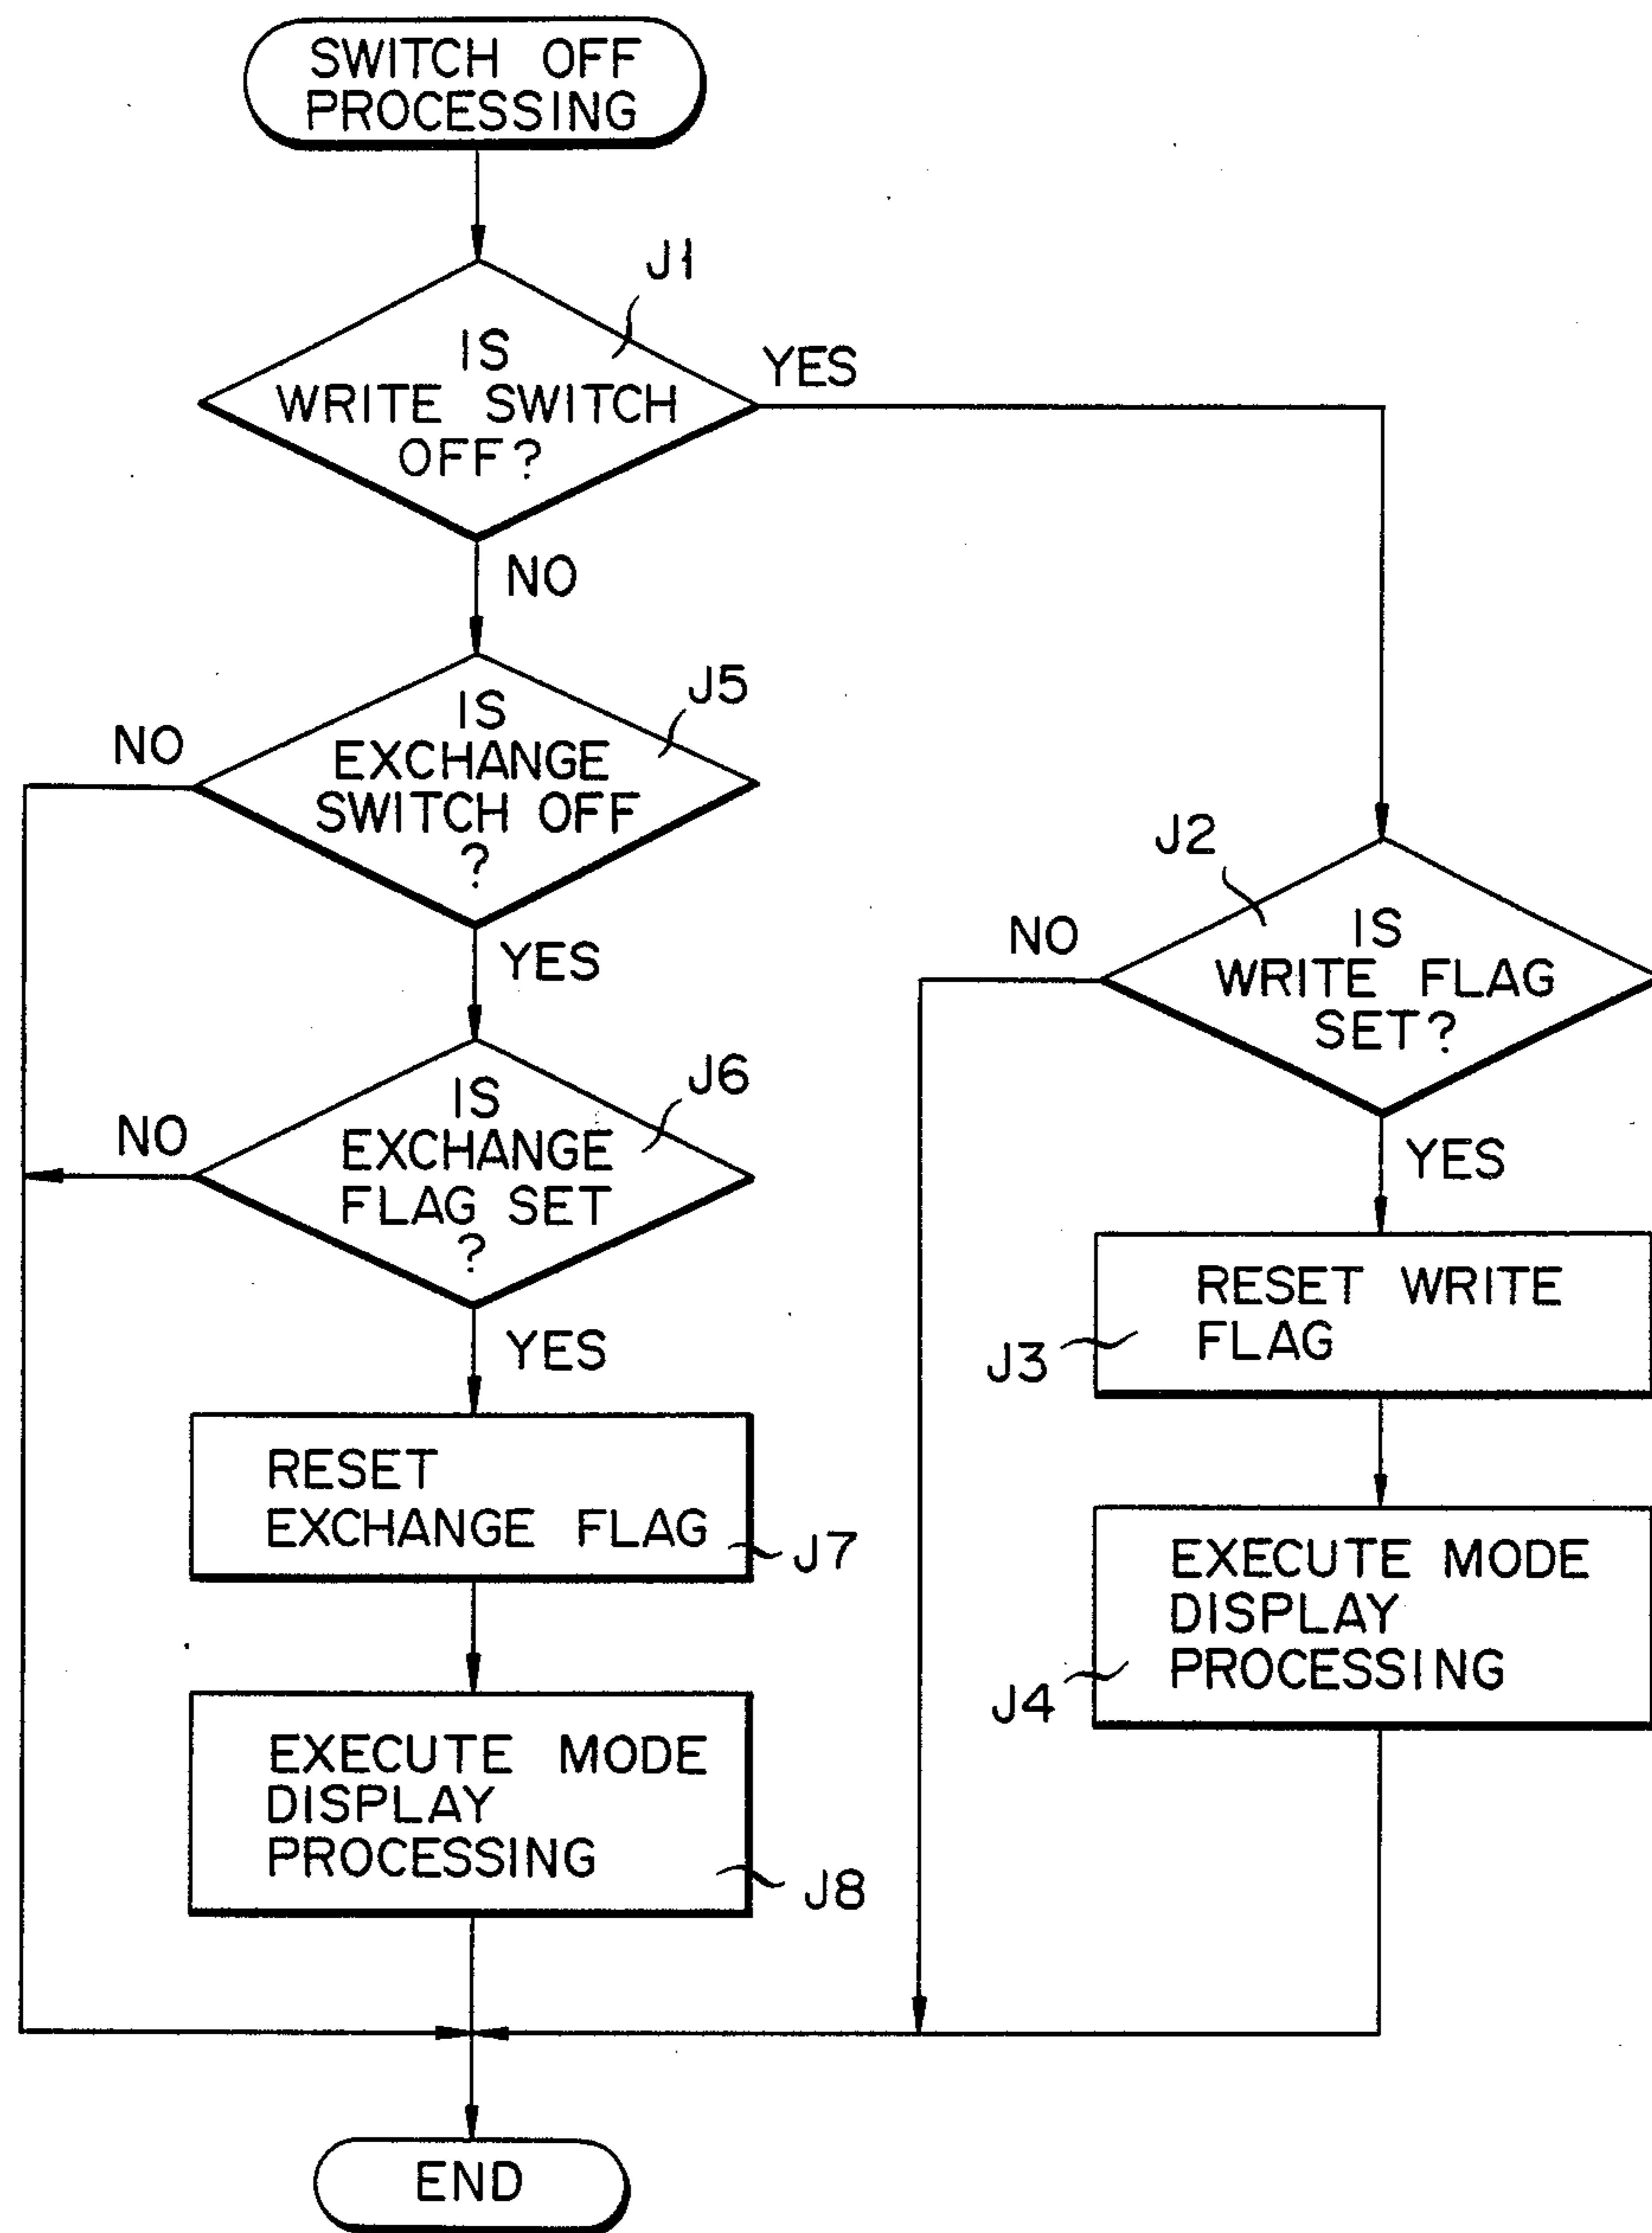 SWITCH OFF
PROCESSING
J1
IS
WRITE SWITCH
OFF?
YES
NO
J5
IS
EXCHANGE
SWITCH OFF
?
NO
YES
J2
IS
WRITE FLAG
SET?
NO
YES
J6
IS
EXCHANGE
FLAG SET
?
NO
YES
RESET WRITE
FLAG
J3
RESET
EXCHANGE FLAG
J7
EXECUTE MODE
DISPLAY
PROCESSING
J4
EXECUTE MODE
DISPLAY
PROCESSING
J8
END